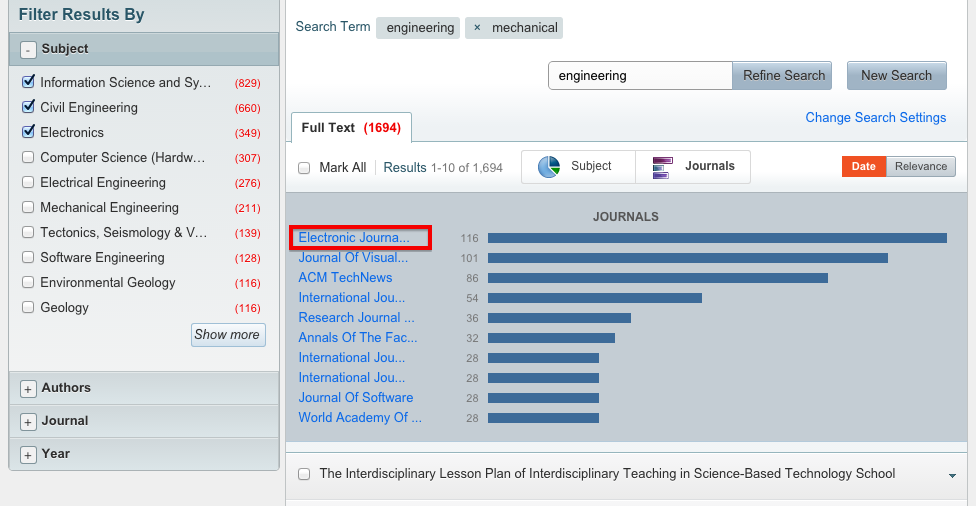 Filter Results By
- Subject
Information Science and Sy... (829)
Civil Engineering (660)
Electronics (349)
Computer Science (Hardw... (307)
Electrical Engineering (276)
Mechanical Engineering (211)
Tectonics, Seismology & V... (139)
Software Engineering (128)
Environmental Geology (116)
Geology (116)
Show more
+ Authors
+ Journal
+ Year
Search Term engineering × mechanical
engineering Refine Search New Search
Change Search Settings
Full Text (1694)
Mark All Results 1-10 of 1,694 Subject Journals Date Relevance
JOURNALS
Electronic Journa... 116
Journal Of Visual... 101
ACM TechNews 86
International Jou... 54
Research Journal ... 36
Annals Of The Fac... 32
International Jou... 28
International Jou... 28
Journal Of Software 28
World Academy Of ... 28
The Interdisciplinary Lesson Plan of Interdisciplinary Teaching in Science-Based Technology School